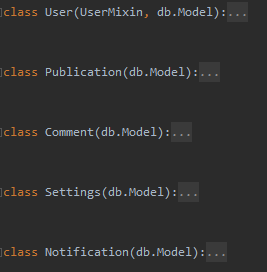 class User(UserMixin, db.Model):...
class Publication(db.Model):...
class Comment(db.Model):...
class Settings(db.Model):...
class Notification(db.Model):...